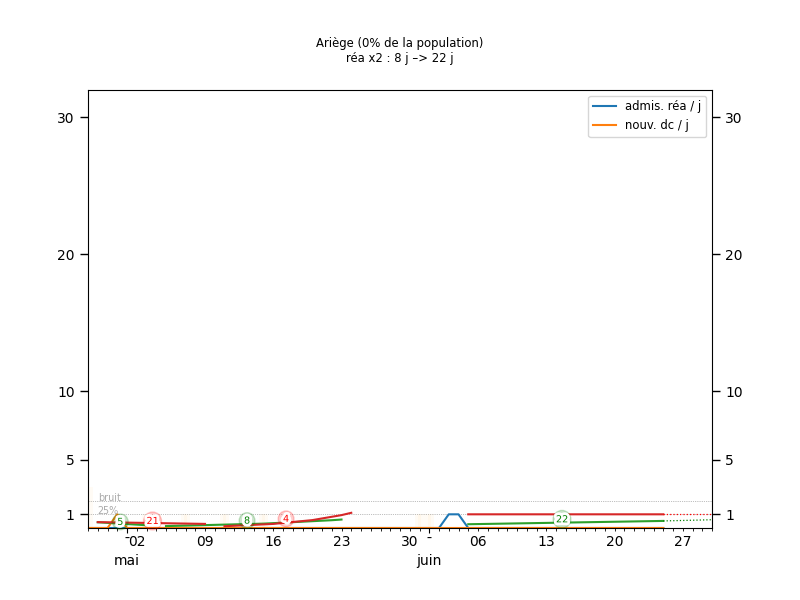 Ariège (0% de la population)
réa x2 : 8 j –> 22 j
admis. réa / j
nouv. dc / j
30 30
20 20
10 10
5 5
bruit
25%
1 1
5 21 8 4 22
02 09 16 23 30 06 13 20 27
mai juin